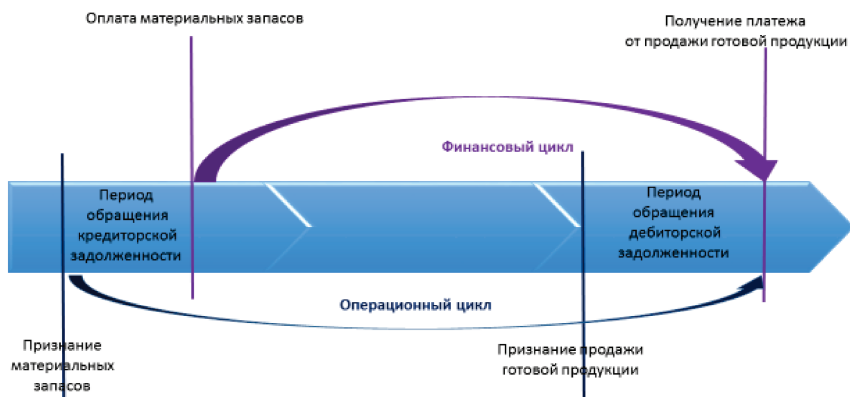 Оплата материальных запасов
Получение платежа
от продажи готовой продукции
Финансовый цикл
Период
обращения
кредиторской
задолженности
Период
обращения
дебиторской
задолженности
Операционный цикл
Признание
материальных
запасов
Признание продажи
готовой продукции